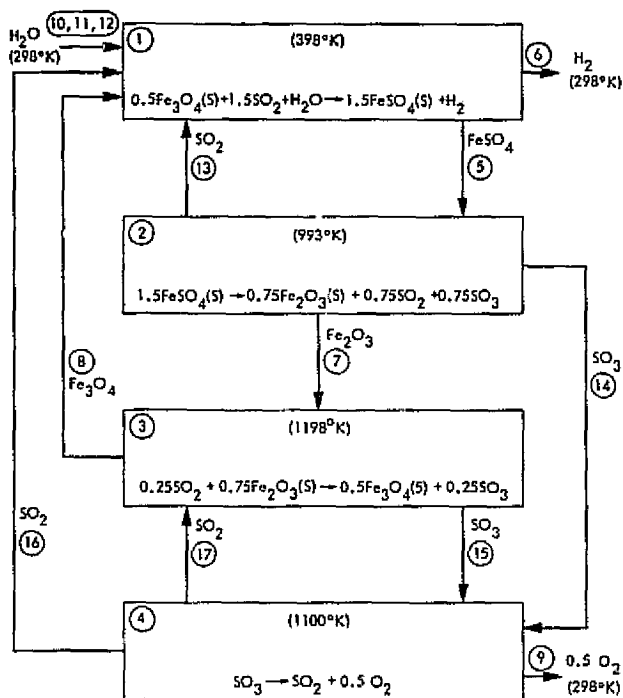 H₂O (10,11,12)
(298°K)
① (398°K)
0.5Fe₃O₄(S)+1.5SO₂+H₂O→1.5FeSO₄(S) +H₂
⑥ H₂
(298°K)
SO₂
⑬
FeSO₄
⑤
② (993°K)
1.5FeSO₄(S)→0.75Fe₂O₃(S) + 0.75SO₂ +0.75SO₃
⑧
Fe₃O₄
Fe₂O₃
⑦
SO₃
⑭
③ (1198°K)
0.25SO₂ + 0.75Fe₂O₃(S)→0.5Fe₃O₄(S) + 0.25SO₃
SO₂
⑯
SO₂
⑰
SO₃
⑮
④ (1100°K)
SO₃→SO₂ + 0.5 O₂
⑨ 0.5 O₂
(298°K)